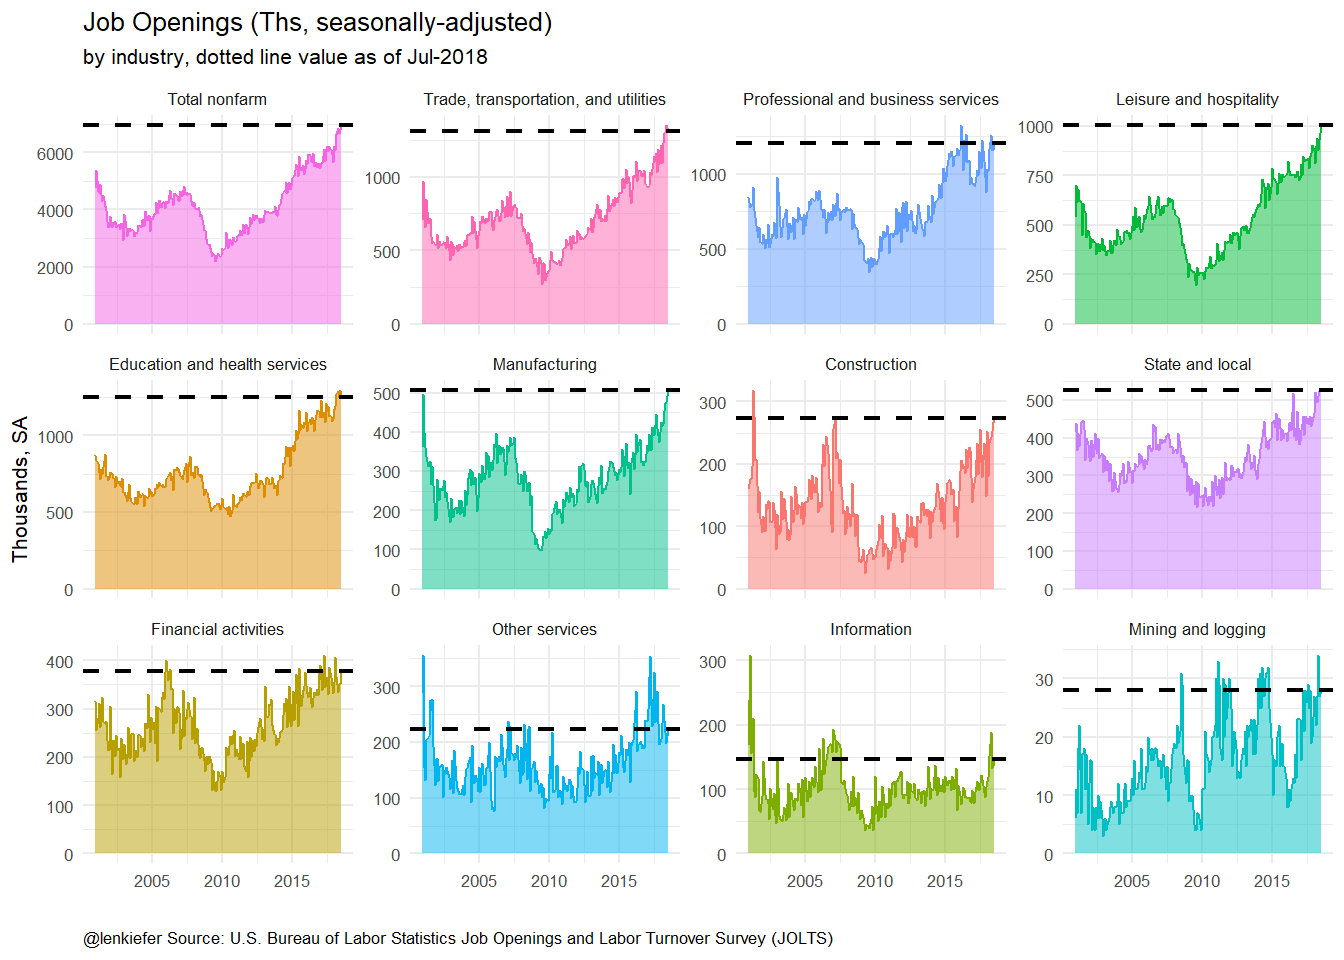 Job Openings (Ths, seasonally-adjusted)
by industry, dotted line value as of Jul-2018
Total nonfarm
Trade, transportation, and utilities
Professional and business services
Leisure and hospitality
6000
4000
2000
0
1000
500
0
1000
500
0
1000
750
500
250
0
Education and health services
Manufacturing
Construction
State and local
1000
500
0
500
400
300
200
100
0
300
200
100
0
500
400
300
200
100
0
Thousands, SA
Financial activities
Other services
Information
Mining and logging
400
300
200
100
0
300
200
100
0
300
200
100
0
30
20
10
0
2005 2010 2015
2005 2010 2015
2005 2010 2015
2005 2010 2015
@lenkiefer Source: U.S. Bureau of Labor Statistics Job Openings and Labor Turnover Survey (JOLTS)